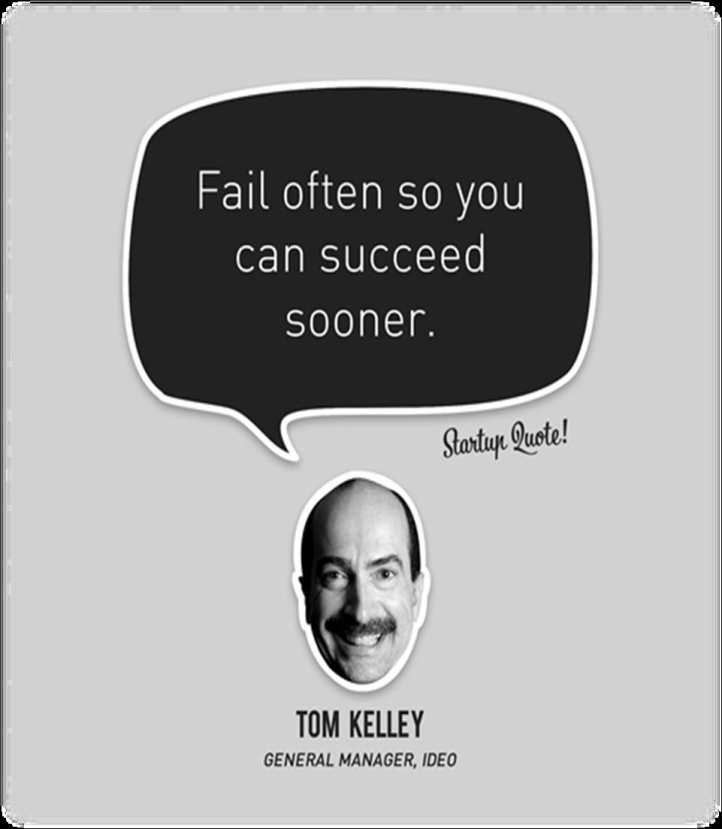 Fail often so you
can succeed
sooner.
Startup Quote!
TOM KELLEY
GENERAL MANAGER, IDEO